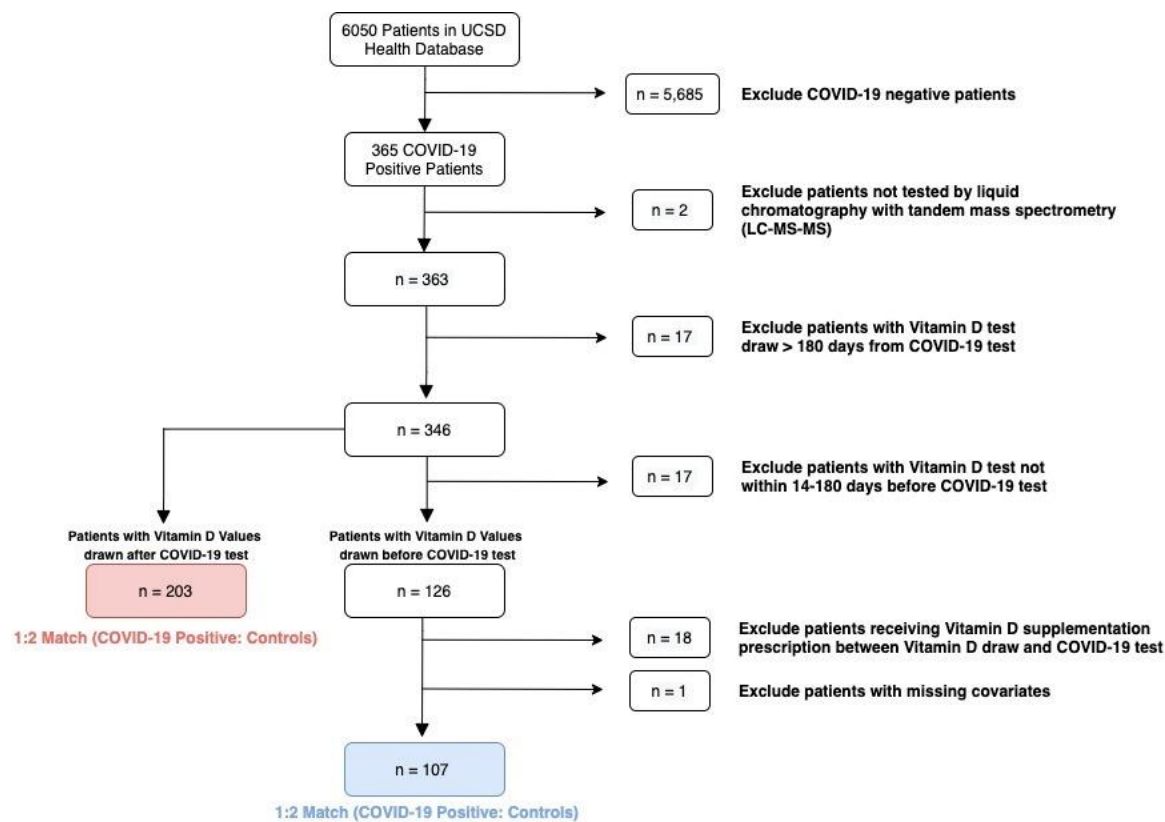 6050 Patients in UCSD
Health Database
n = 5,685
Exclude COVID-19 negative patients
365 COVID-19
Positive Patients
n = 2
Exclude patients not tested by liquid
chromatography with tandem mass spectrometry
(LC-MS-MS)
n = 363
n = 17
Exclude patients with Vitamin D test
draw > 180 days from COVID-19 test
n = 346
n = 17
Exclude patients with Vitamin D test not
within 14-180 days before COVID-19 test
Patients with Vitamin D Values
drawn after COVID-19 test
n = 203
1:2 Match (COVID-19 Positive: Controls)
Patients with Vitamin D Values
drawn before COVID-19 test
n = 126
n = 18
Exclude patients receiving Vitamin D supplementation
prescription between Vitamin D draw and COVID-19 test
n = 1
Exclude patients with missing covariates
n = 107
1:2 Match (COVID-19 Positive: Controls)